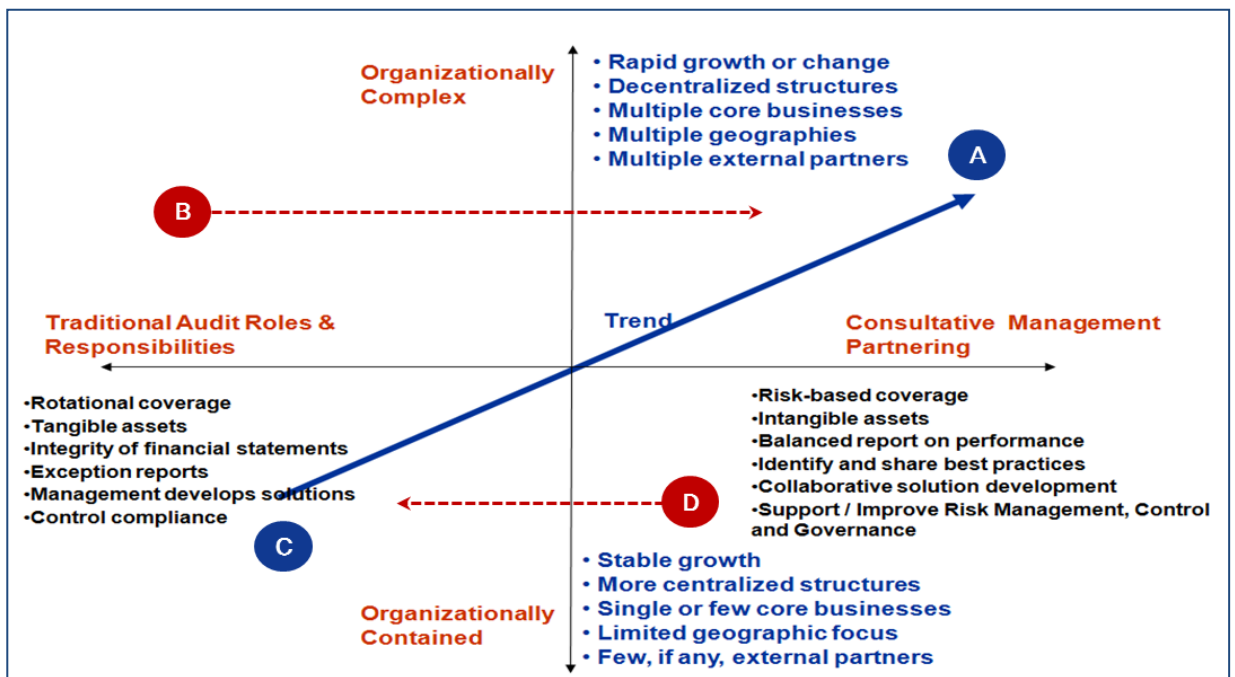 Organizationally
Complex
• Rapid growth or change
• Decentralized structures
• Multiple core businesses
• Multiple geographies
• Multiple external partners
A
B
Traditional Audit Roles &
Responsibilities
Trend
Consultative Management
Partnering
•Rotational coverage
•Tangible assets
•Integrity of financial statements
•Exception reports
•Management develops solutions
•Control compliance
C
•Risk-based coverage
•Intangible assets
•Balanced report on performance
•Identify and share best practices
•Collaborative solution development
•Support / Improve Risk Management, Control
and Governance
D
Organizationally
Contained
• Stable growth
• More centralized structures
• Single or few core businesses
• Limited geographic focus
• Few, if any, external partners